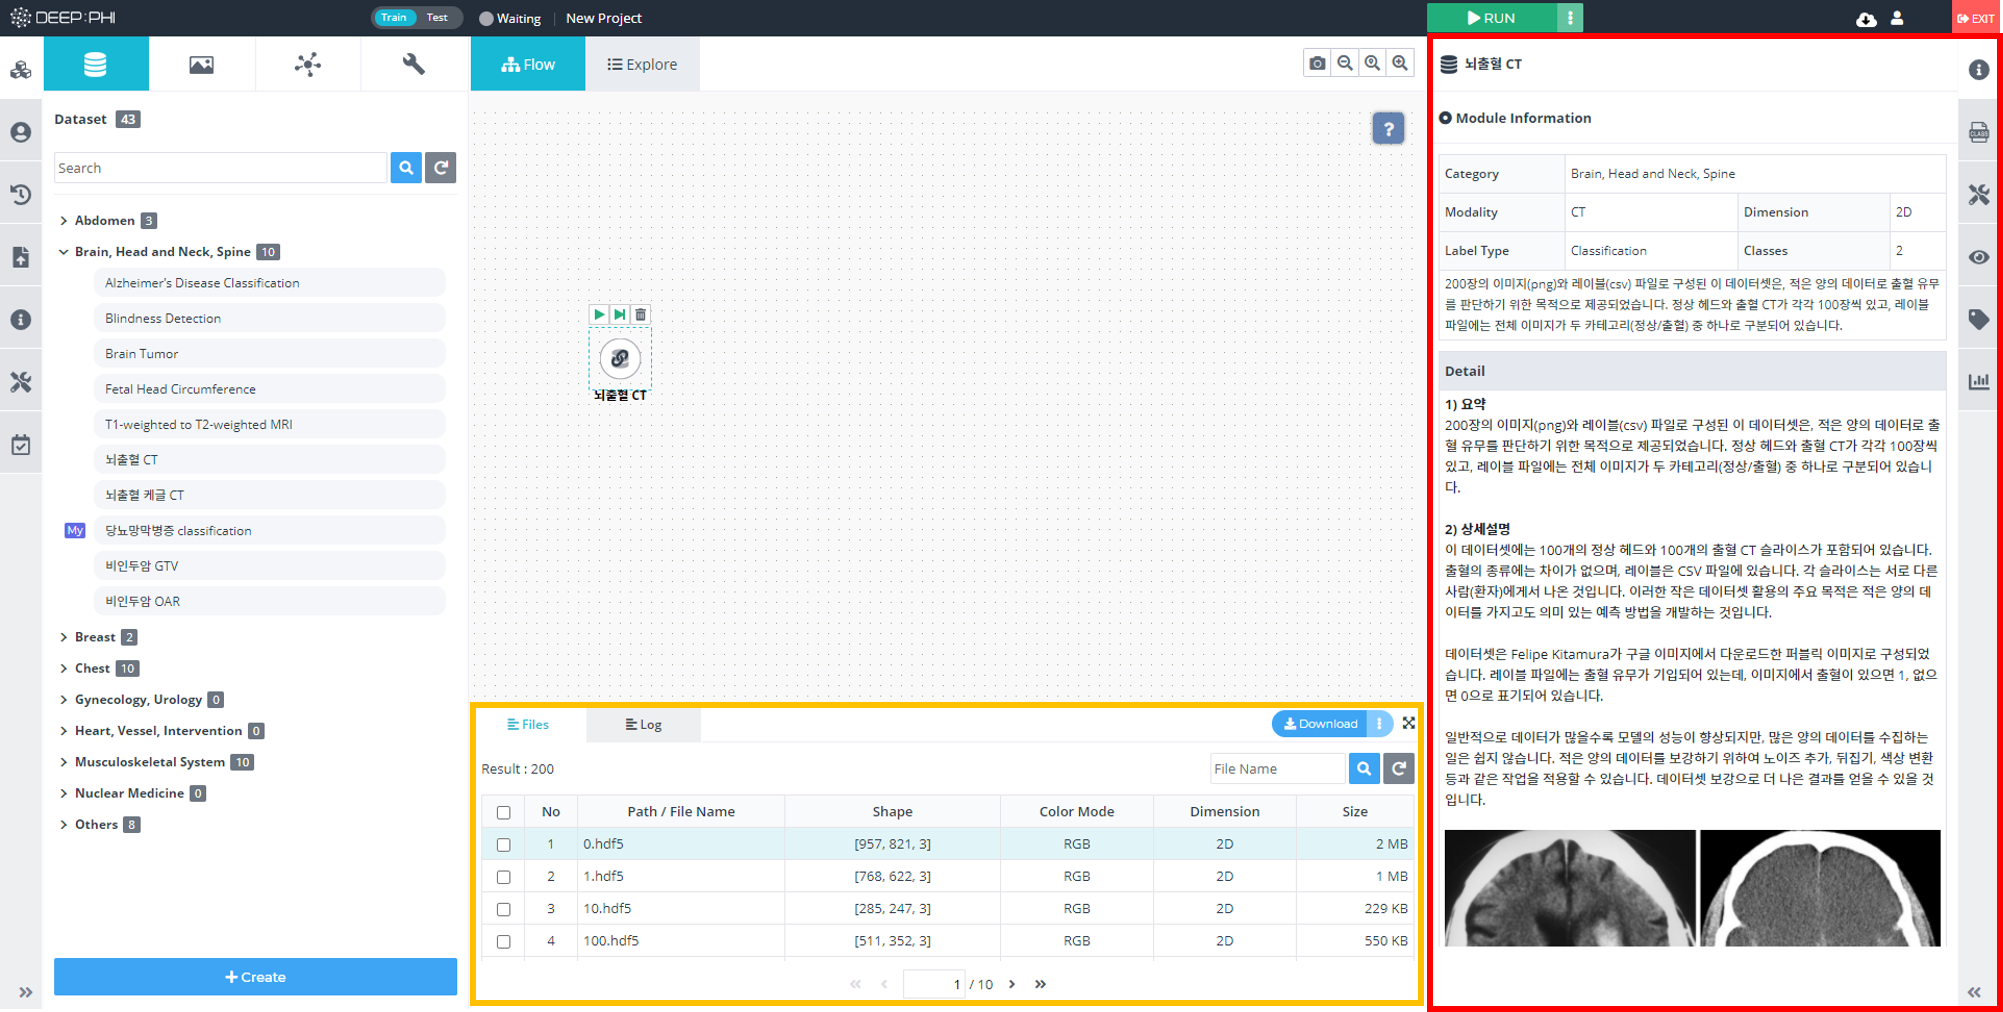 DEEP:PHI
Train Test
Waiting
New Project
RUN
EXIT
Flow
Explore
Dataset 43
Search
Abdomen 3
Brain, Head and Neck, Spine 10
Alzheimer's Disease Classification
Blindness Detection
Brain Tumor
Fetal Head Circumference
T1-weighted to T2-weighted MRI
뇌출혈 CT
뇌출혈 케글 CT
My 당뇨망막병증 classification
비인두암 GTV
비인두암 OAR
Breast 2
Chest 10
Gynecology, Urology 0
Heart, Vessel, Intervention 0
Musculoskeletal System 10
Nuclear Medicine 0
Others 8
+ Create
?
뇌출혈 CT
Files
Log
Download
Result : 200
File Name
No Path / File Name Shape Color Mode Dimension Size
1 0.hdf5 [957, 821, 3] RGB 2D 2 MB
2 1.hdf5 [768, 622, 3] RGB 2D 1 MB
3 10.hdf5 [285, 247, 3] RGB 2D 229 KB
4 100.hdf5 [511, 352, 3] RGB 2D 550 KB
1 / 10
뇌출혈 CT
CLASS
Module Information
Category Brain, Head and Neck, Spine
Modality CT Dimension 2D
Label Type Classification Classes 2
200장의 이미지(png)와 레이블(csv) 파일로 구성된 이 데이터셋은, 적은 양의 데이터로 출혈 유무
를 판단하기 위한 목적으로 제공되었습니다. 정상 헤드와 출혈 CT가 각각 100장씩 있고, 레이블
파일에는 전체 이미지가 두 카테고리(정상/출혈) 중 하나로 구분되어 있습니다.
Detail
1) 요약
200장의 이미지(png)와 레이블(csv) 파일로 구성된 이 데이터셋은, 적은 양의 데이터로 출
혈 유무를 판단하기 위한 목적으로 제공되었습니다. 정상 헤드와 출혈 CT가 각각 100장씩
있고, 레이블 파일에는 전체 이미지가 두 카테고리(정상/출혈) 중 하나로 구분되어 있습니
다.
2) 상세설명
이 데이터셋에는 100개의 정상 헤드와 100개의 출혈 CT 슬라이스가 포함되어 있습니다.
출혈의 종류에는 차이가 없으며, 레이블은 CSV 파일에 있습니다. 각 슬라이스는 서로 다른
사람(환자)에게서 나온 것입니다. 이러한 작은 데이터셋 활용의 주요 목적은 적은 양의 데
이터를 가지고도 의미 있는 예측 방법을 개발하는 것입니다.
데이터셋은 Felipe Kitamura가 구글 이미지에서 다운로드한 퍼블릭 이미지로 구성되었
습니다. 레이블 파일에는 출혈 유무가 기입되어 있는데, 이미지에서 출혈이 있으면 1, 없으
면 0으로 표기되어 있습니다.
일반적으로 데이터가 많을수록 모델의 성능이 향상되지만, 많은 양의 데이터를 수집하는
일은 쉽지 않습니다. 적은 양의 데이터를 보강하기 위하여 노이즈 추가, 뒤집기, 색상 변환
등과 같은 작업을 적용할 수 있습니다. 데이터셋 보강으로 더 나은 결과를 얻을 수 있을 것
입니다.